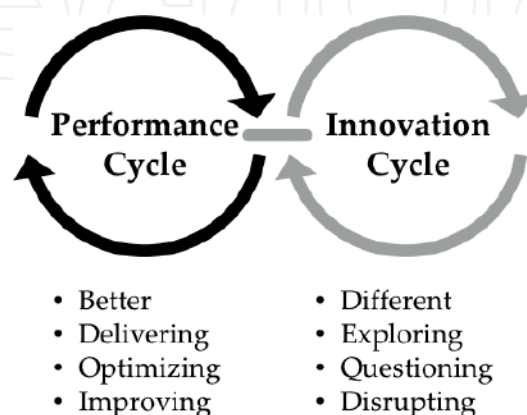 Performance
Cycle
Innovation
Cycle
• Better
• Delivering
• Optimizing
• Improving
• Different
• Exploring
• Questioning
• Disrupting